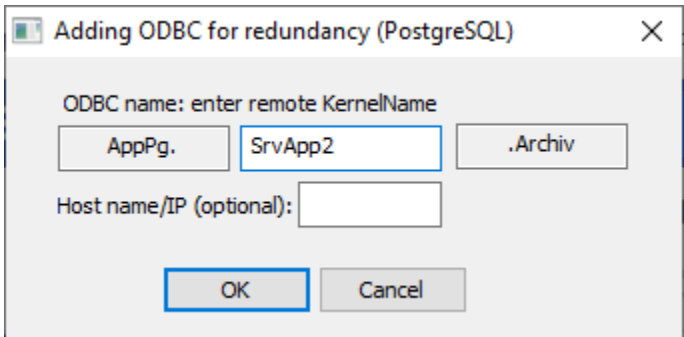 Adding ODBC for redundancy (PostgreSQL)
ODBC name: enter remote KernelName
AppPg. SrvApp2 .Archiv
Host name/IP (optional):
OK Cancel